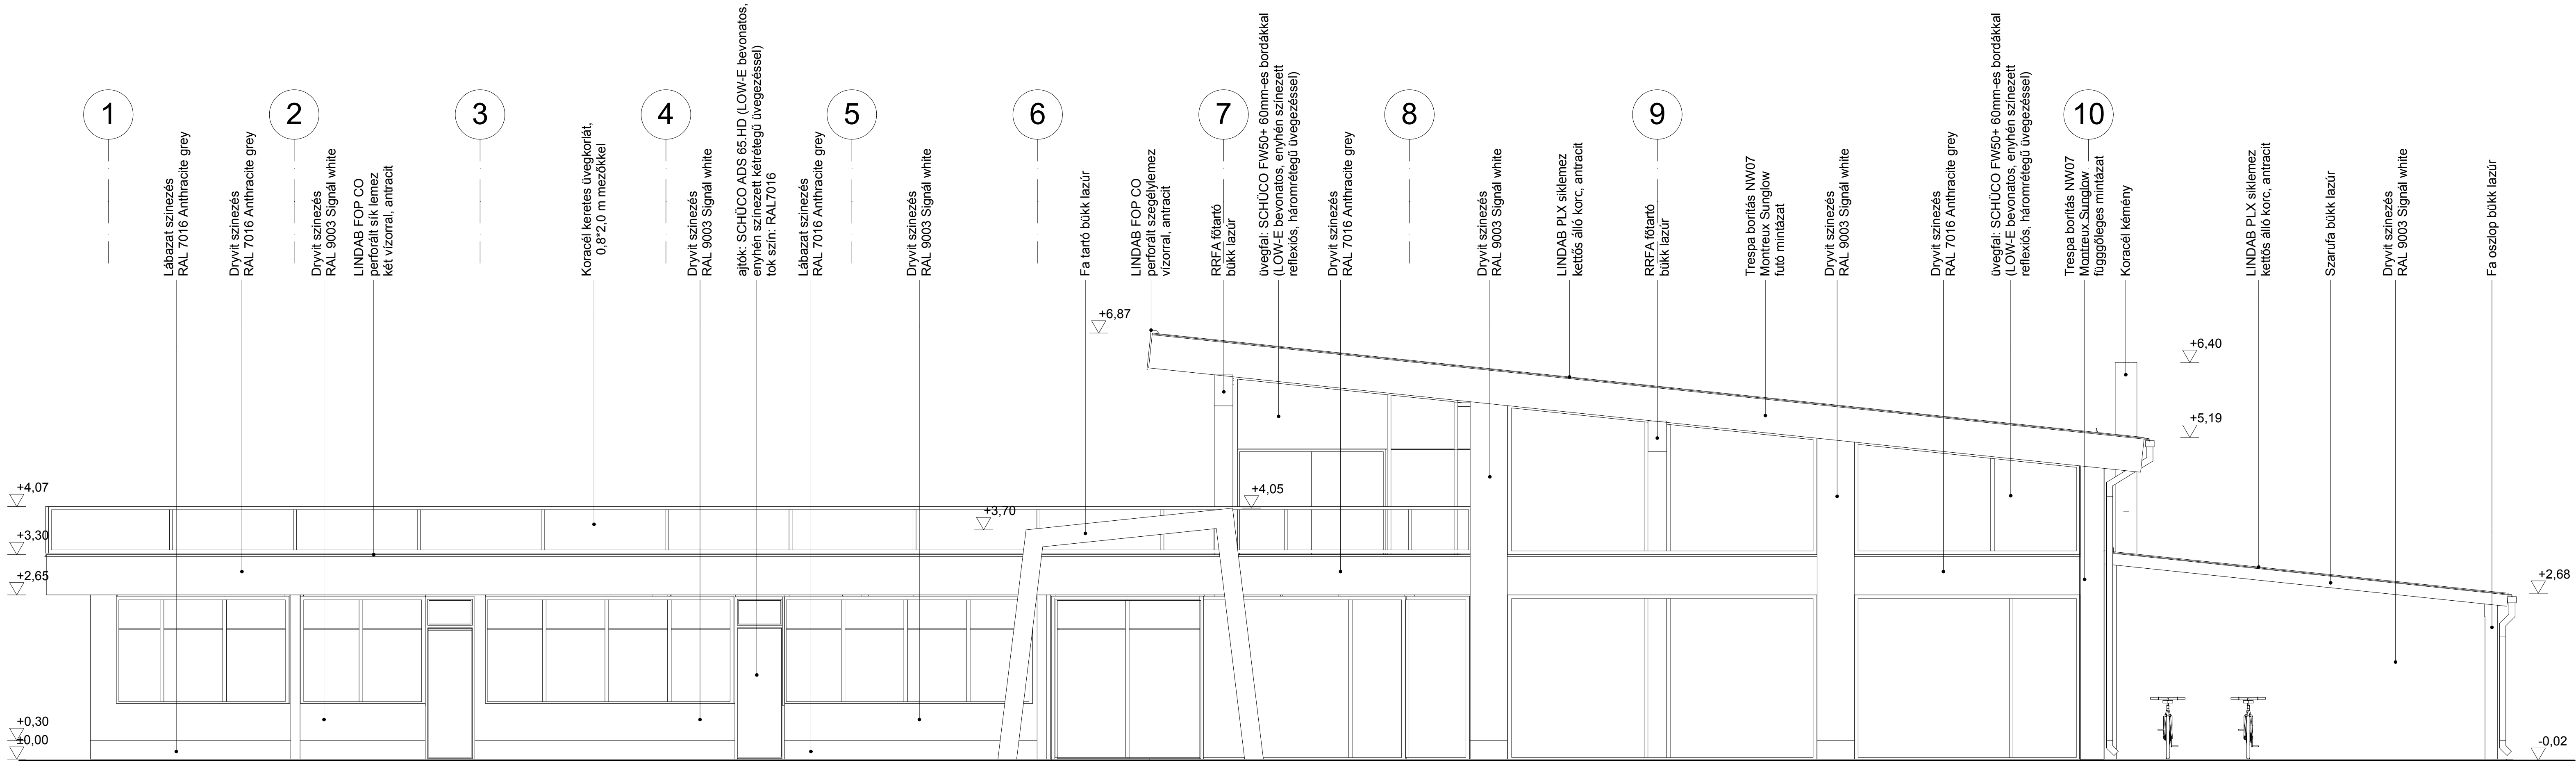 1
2
3
4
5
6
7
8
9
10
Lábazat színezés
RAL 7016 Anthracite grey
Dryvit színezés
RAL 7016 Anthracite grey
Dryvit színezés
RAL 9003 Signál white
LINDAB FOP CO
perforált sík lemez
két vízorral, antracit
Koracél keretes üvegkorlát,
0,8*2,0 m mezőkkel
Dryvit színezés
RAL 9003 Signál white
ajtók: SCHÜCO ADS 65.HD (LOW-E bevonatos,
enyhén színezett kétrétegű üvegezéssel)
tok szín: RAL7016
Lábazat színezés
RAL 7016 Anthracite grey
Dryvit színezés
RAL 9003 Signál white
Fa tartó bükk lazúr
LINDAB FOP CO
perforált szegélylemez
vízorral, antracit
RRFA főtartó
bükk lazúr
üvegfal: SCHÜCO FW50+ 60mm-es bordákkal
(LOW-E bevonatos, enyhén színezett
reflexiós, háromrétegű üvegezéssel)
Dryvit színezés
RAL 7016 Anthracite grey
Dryvit színezés
RAL 9003 Signál white
LINDAB PLX síklemez
kettős álló korc, antracit
RRFA főtartó
bükk lazúr
Trespa borítás NW07
Montreux Sunglow
futó mintázat
Dryvit színezés
RAL 9003 Signál white
Dryvit színezés
RAL 7016 Anthracite grey
üvegfal: SCHÜCO FW50+ 60mm-es bordákkal
(LOW-E bevonatos, enyhén színezett
reflexiós, háromrétegű üvegezéssel)
Trespa borítás NW07
Montreux Sunglow
függőleges mintázat
Koracél kémény
LINDAB PLX síklemez
kettős álló korc, antracit
Szarufa bükk lazúr
Dryvit színezés
RAL 9003 Signál white
Fa oszlop bükk lazúr
+6,87
+6,40
+5,19
+4,07
+4,05
+3,70
+3,30
+2,65
+2,68
+0,30
±0,00
-0,02